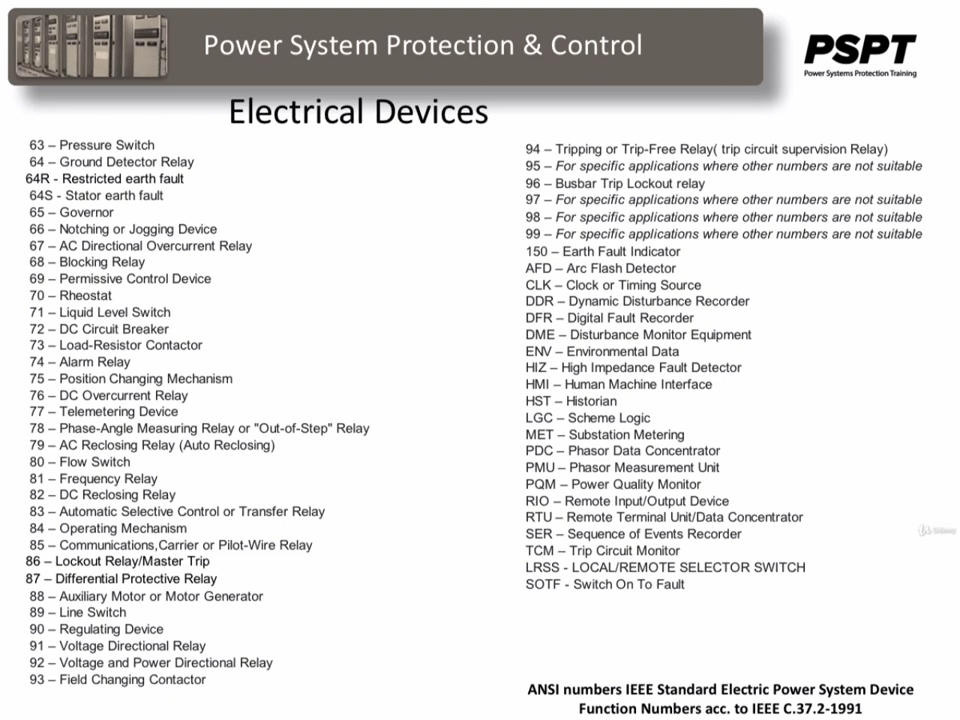 Power System Protection & Control
PSPT
Power Systems Protection Training
Electrical Devices
63 – Pressure Switch
64 – Ground Detector Relay
64R - Restricted earth fault
64S - Stator earth fault
65 – Governor
66 – Notching or Jogging Device
67 – AC Directional Overcurrent Relay
68 – Blocking Relay
69 – Permissive Control Device
70 – Rheostat
71 – Liquid Level Switch
72 – DC Circuit Breaker
73 – Load-Resistor Contactor
74 – Alarm Relay
75 – Position Changing Mechanism
76 – DC Overcurrent Relay
77 – Telemetering Device
78 – Phase-Angle Measuring Relay or "Out-of-Step" Relay
79 – AC Reclosing Relay (Auto Reclosing)
80 – Flow Switch
81 – Frequency Relay
82 – DC Reclosing Relay
83 – Automatic Selective Control or Transfer Relay
84 – Operating Mechanism
85 – Communications,Carrier or Pilot-Wire Relay
86 – Lockout Relay/Master Trip
87 – Differential Protective Relay
88 – Auxiliary Motor or Motor Generator
89 – Line Switch
90 – Regulating Device
91 – Voltage Directional Relay
92 – Voltage and Power Directional Relay
93 – Field Changing Contactor
94 – Tripping or Trip-Free Relay( trip circuit supervision Relay)
95 – For specific applications where other numbers are not suitable
96 – Busbar Trip Lockout relay
97 – For specific applications where other numbers are not suitable
98 – For specific applications where other numbers are not suitable
99 – For specific applications where other numbers are not suitable
150 – Earth Fault Indicator
AFD – Arc Flash Detector
CLK – Clock or Timing Source
DDR – Dynamic Disturbance Recorder
DFR – Digital Fault Recorder
DME – Disturbance Monitor Equipment
ENV – Environmental Data
HIZ – High Impedance Fault Detector
HMI – Human Machine Interface
HST – Historian
LGC – Scheme Logic
MET – Substation Metering
PDC – Phasor Data Concentrator
PMU – Phasor Measurement Unit
PQM – Power Quality Monitor
RIO – Remote Input/Output Device
RTU – Remote Terminal Unit/Data Concentrator
SER – Sequence of Events Recorder
TCM – Trip Circuit Monitor
LRSS - LOCAL/REMOTE SELECTOR SWITCH
SOTF - Switch On To Fault
ANSI numbers IEEE Standard Electric Power System Device
Function Numbers acc. to IEEE C.37.2-1991